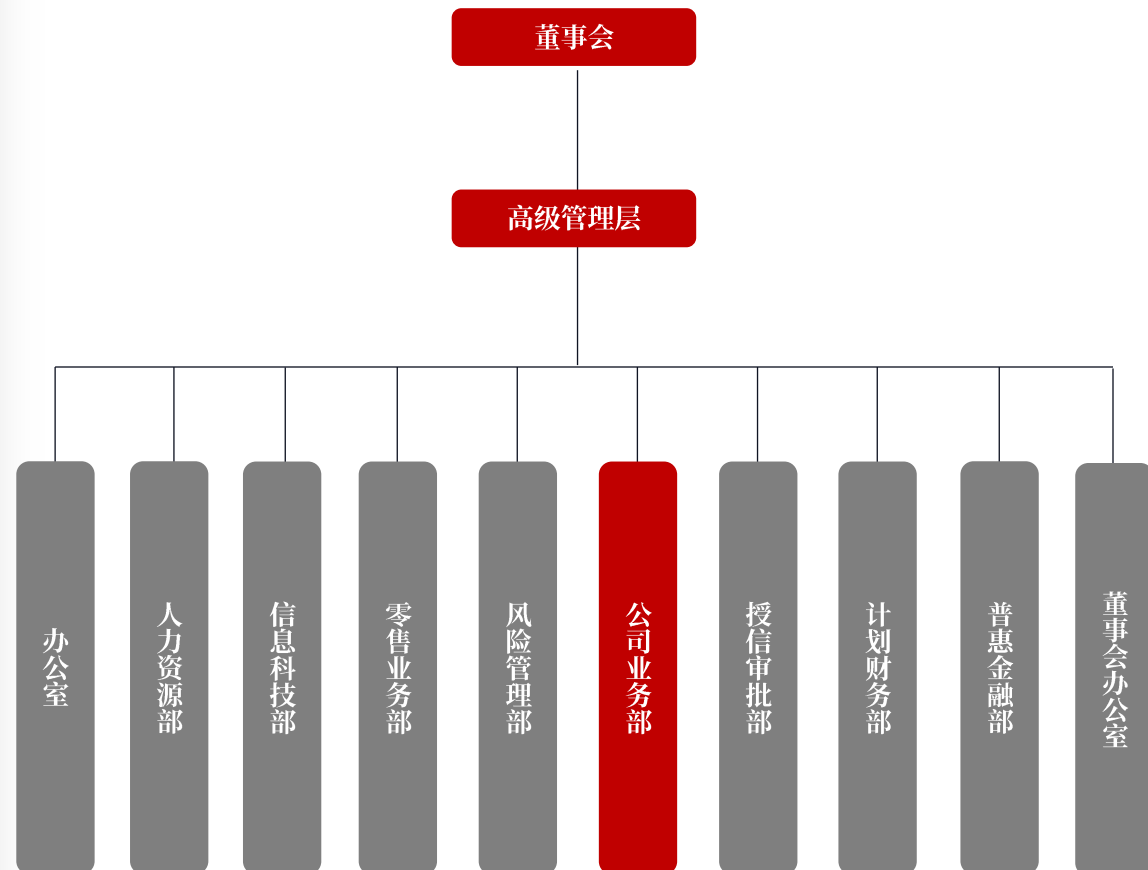 董事会
高级管理层
办公室
人力资源部
信息科技部
零售业务部
风险管理部
公司业务部
授信审批部
计划财务部
普惠金融部
董事会办公室